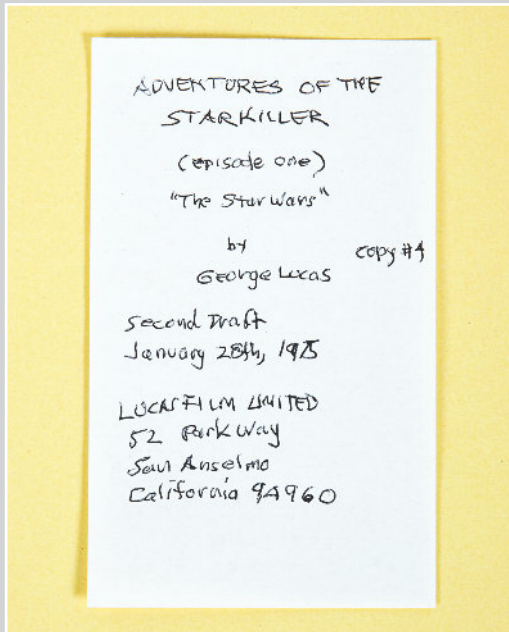 ADVENTURES OF THE
STARKILLER
(episode one)
"The Star Wars"
by
copy #4
George Lucas
Second Draft
January 28th, 1975
LUCASFILM LIMITED
52 Park Way
San Anselmo
California 94960